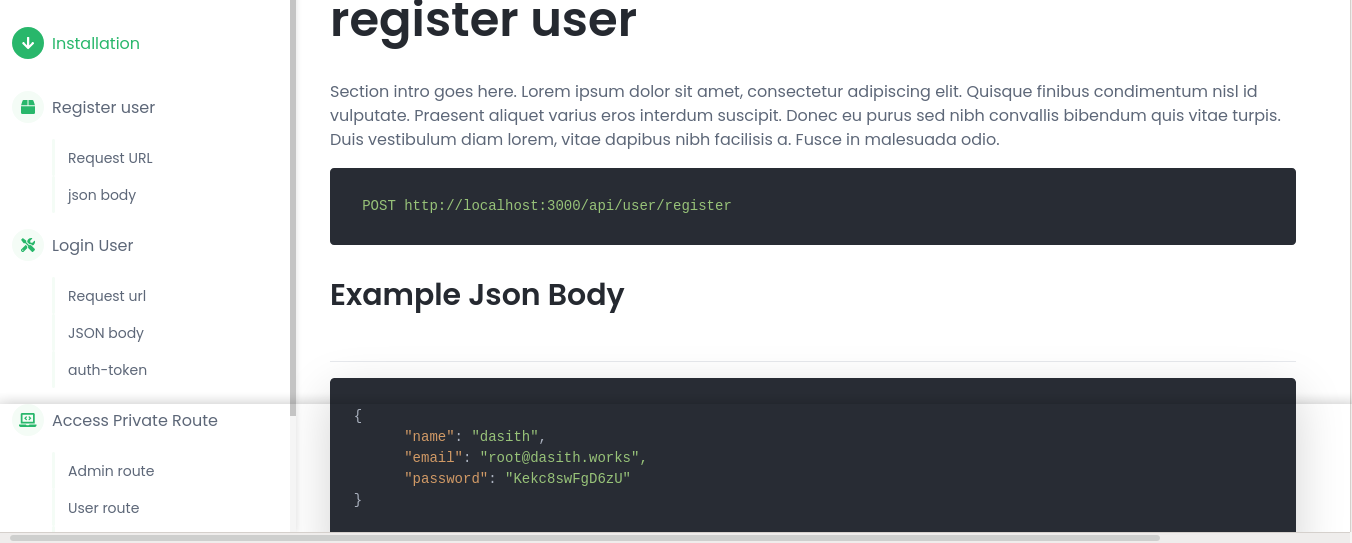 Installation
Register user
Request URL
json body
Login User
Request url
JSON body
auth-token
Access Private Route
Admin route
User route
register user
Section intro goes here. Lorem ipsum dolor sit amet, consectetur adipiscing elit. Quisque finibus condimentum nisl id
vulputate. Praesent aliquet varius eros interdum suscipit. Donec eu purus sed nibh convallis bibendum quis vitae turpis.
Duis vestibulum diam lorem, vitae dapibus nibh facilisis a. Fusce in malesuada odio.
POST http://localhost:3000/api/user/register
Example Json Body
{
"name": "dasith",
"email": "root@dasith.works",
"password": "Kekc8swFgD6zU"
}